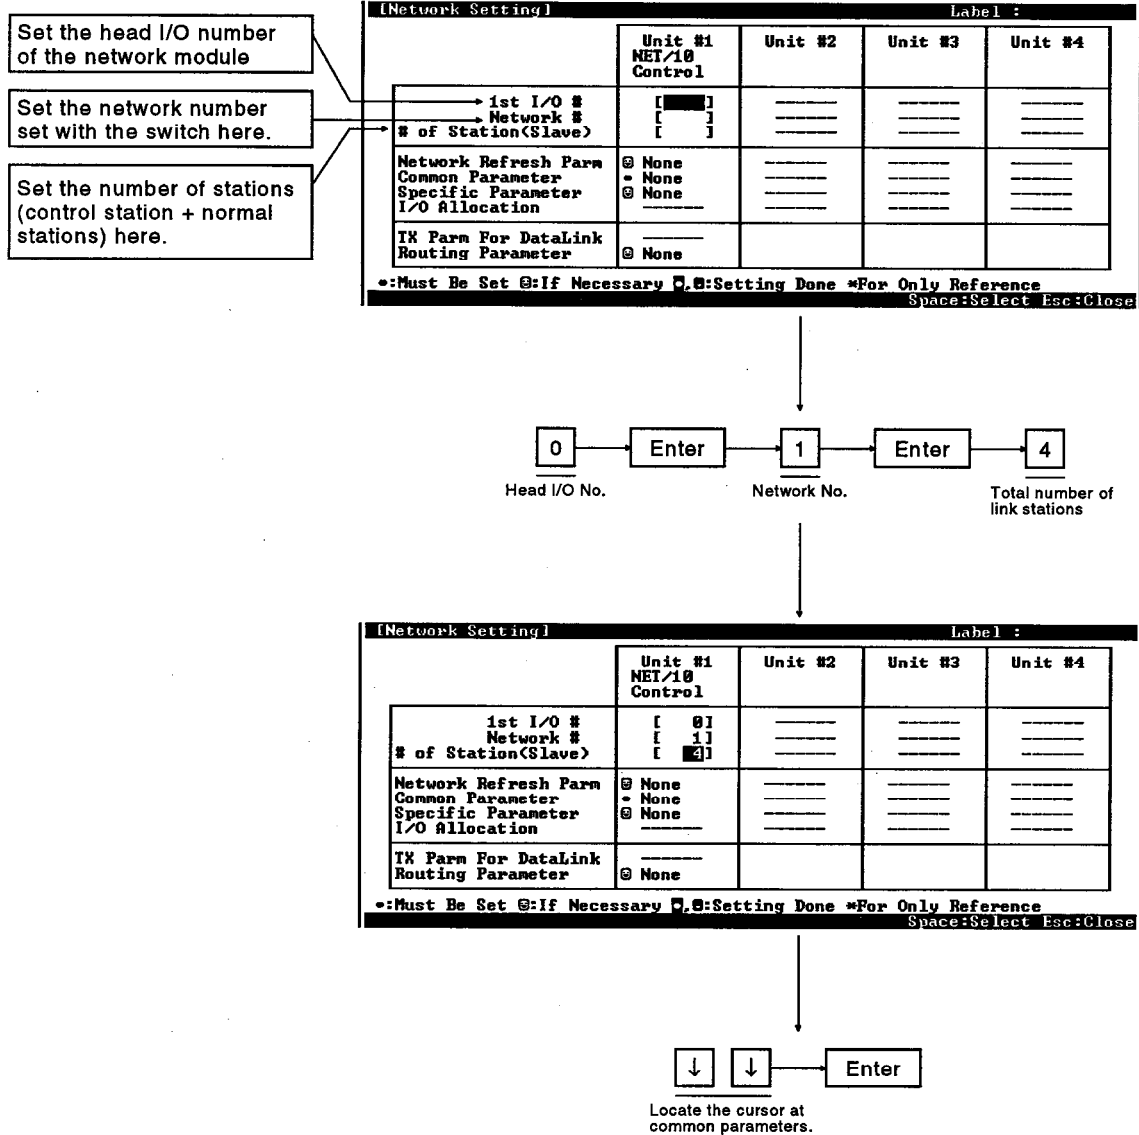 Set the head I/O number
of the network module
Set the network number
set with the switch here.
Set the number of stations
(control station + normal
stations) here.
[Network Setting] Label :
Unit #1 Unit #2 Unit #3 Unit #4
NET/10
Control
1st I/O # [ ]
Network # [ ]
# of Station(Slave) [ ]
Network Refresh Parm None
Common Parameter None
Specific Parameter None
I/O Allocation ------
TX Parm For DataLink ------
Routing Parameter None
:Must Be Set :If Necessary :Setting Done *For Only Reference
Space:Select Esc:Close
0 Enter 1 Enter 4
Head I/O No. Network No. Total number of
link stations
[Network Setting] Label :
Unit #1 Unit #2 Unit #3 Unit #4
NET/10
Control
1st I/O # [ 0]
Network # [ 1]
# of Station(Slave) [ 4]
Network Refresh Parm None
Common Parameter None
Specific Parameter None
I/O Allocation ------
TX Parm For DataLink ------
Routing Parameter None
:Must Be Set :If Necessary :Setting Done *For Only Reference
Space:Select Esc:Close
↓ ↓ Enter
Locate the cursor at
common parameters.